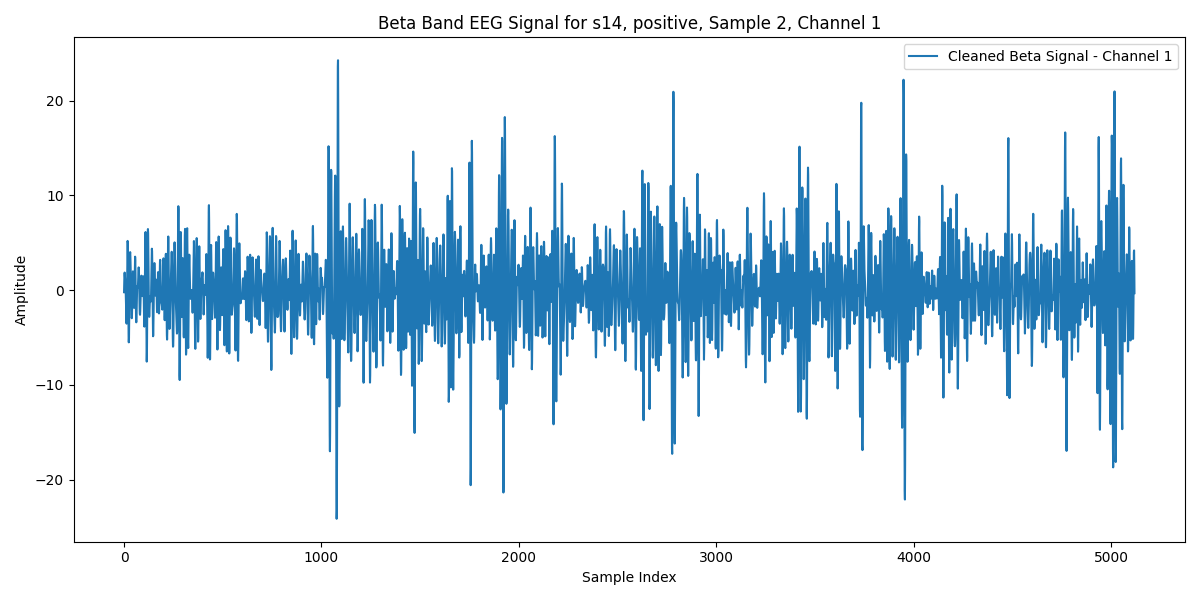 Beta Band EEG Signal for s14, positive, Sample 2, Channel 1
Cleaned Beta Signal - Channel 1
Amplitude
20
10
0
−10
−20
0 1000 2000 3000 4000 5000
Sample Index